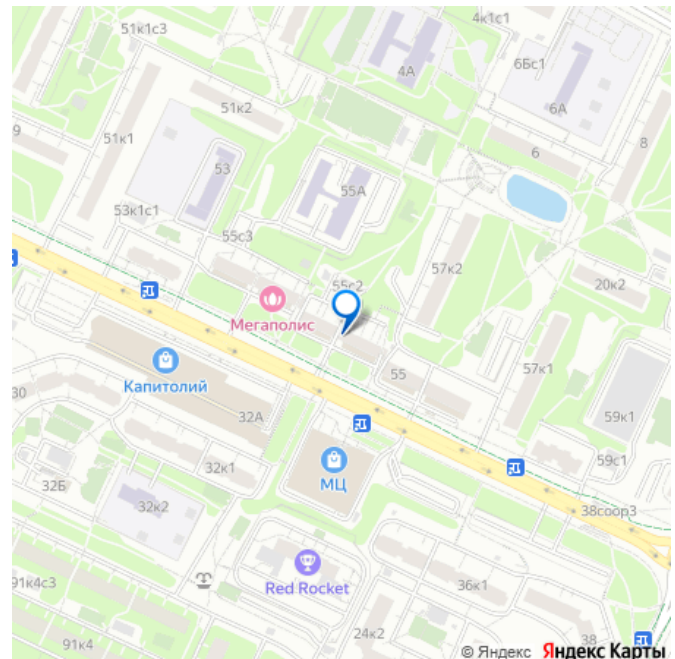 51к1с3
4к1с1
4А
6Бс1
6А
51к2
9
51к1
8
6
53
55А
53к1с1
55с3
57к2
55с2
20к2
Мегаполис
Капитолий
57к1
55
30
32А
59к1
32к1
МЦ
59с1
32Б
32к2
38соор3
91к4с3
Red Rocket
36к1
24к2
38
91к4
© Яндекс Яндекс Карты